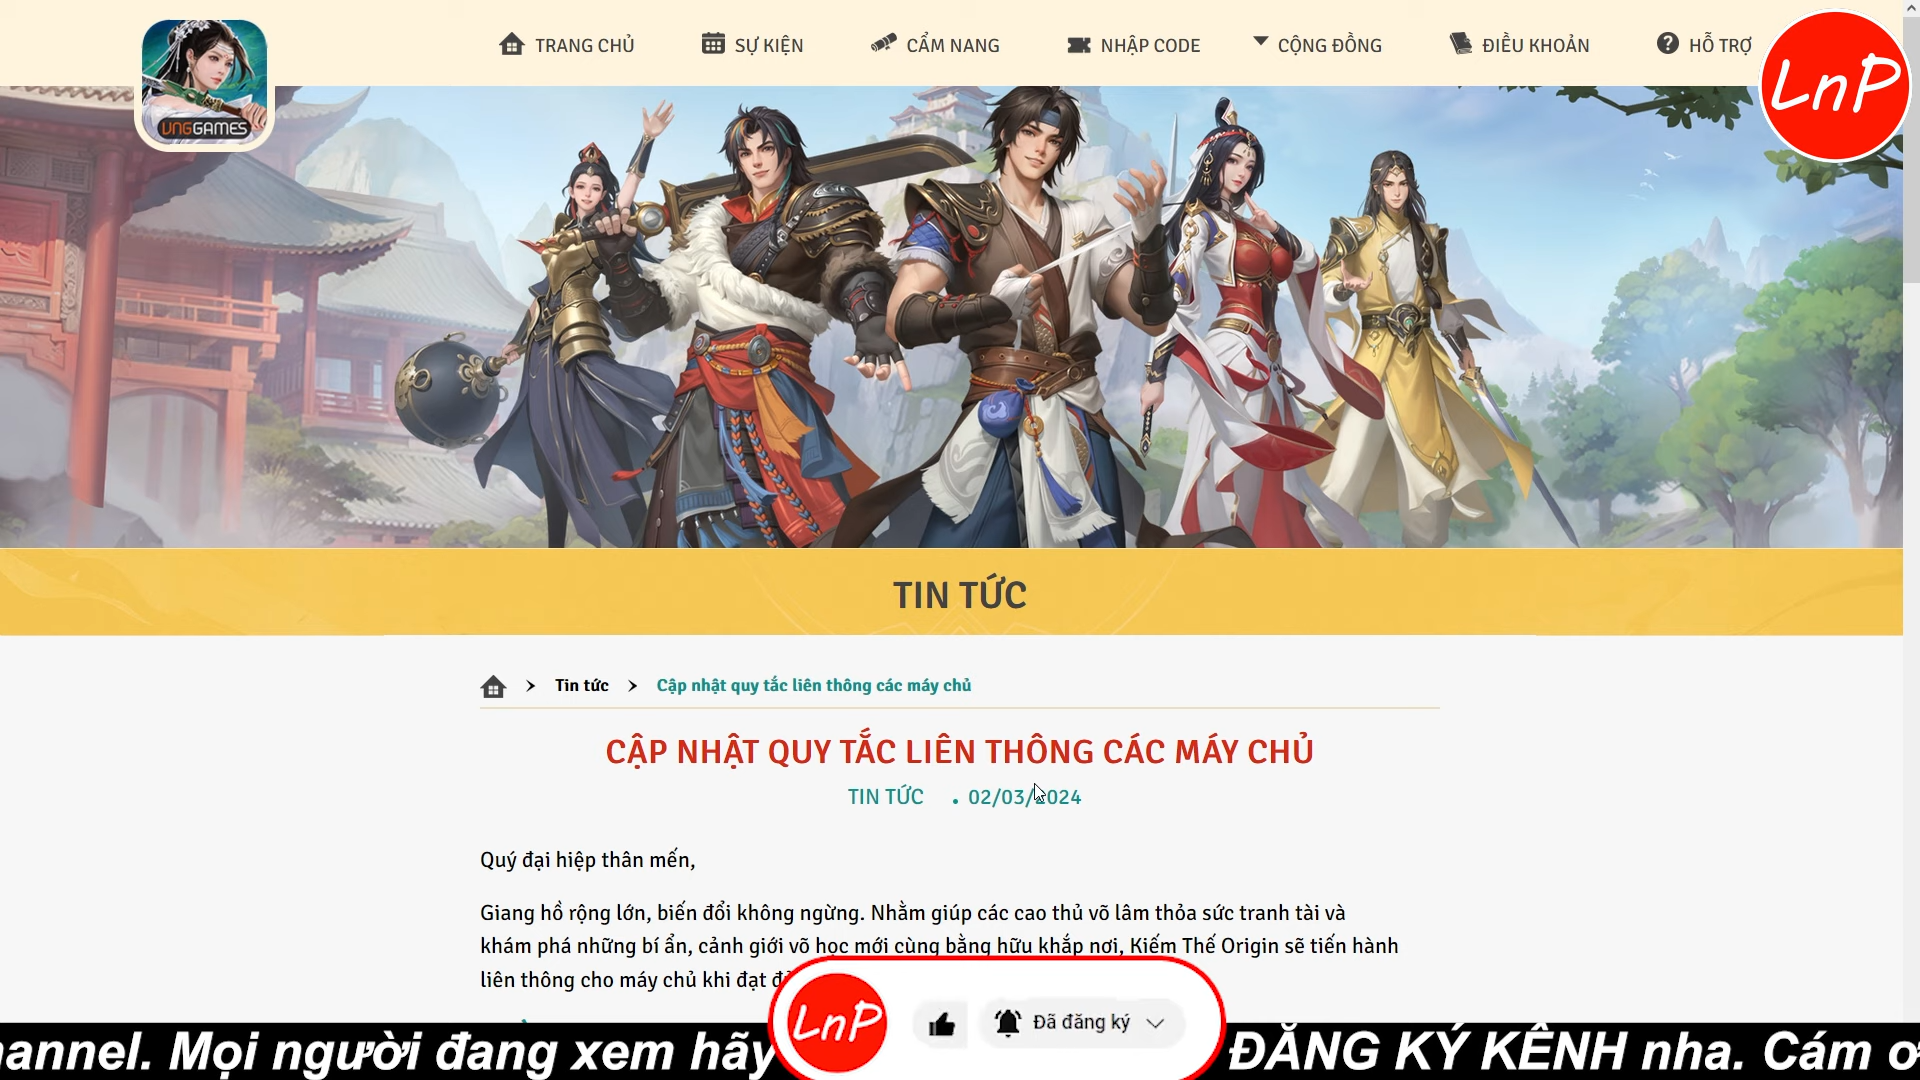 TRANG CHỦ
SỰ KIỆN
CẨM NANG
NHẬP CODE
CỘNG ĐỒNG
ĐIỀU KHOẢN
HỖ TRỢ
LnP
VNGGAMES
TIN TỨC
Tin tức
Cập nhật quy tắc liên thông các máy chủ
CẬP NHẬT QUY TẮC LIÊN THÔNG CÁC MÁY CHỦ
TIN TỨC . 02/03/2024
Quý đại hiệp thân mến,
Giang hồ rộng lớn, biến đổi không ngừng. Nhằm giúp các cao thủ võ lâm thỏa sức tranh tài và
khám phá những bí ẩn, cảnh giới võ học mới cùng bằng hữu khắp nơi, Kiếm Thế Origin sẽ tiến hành
liên thông cho máy chủ khi đạt
LnP
Đã đăng ký
annel. Mọi người đang xem hãy
ĐĂNG KÝ KÊNH nha. Cám